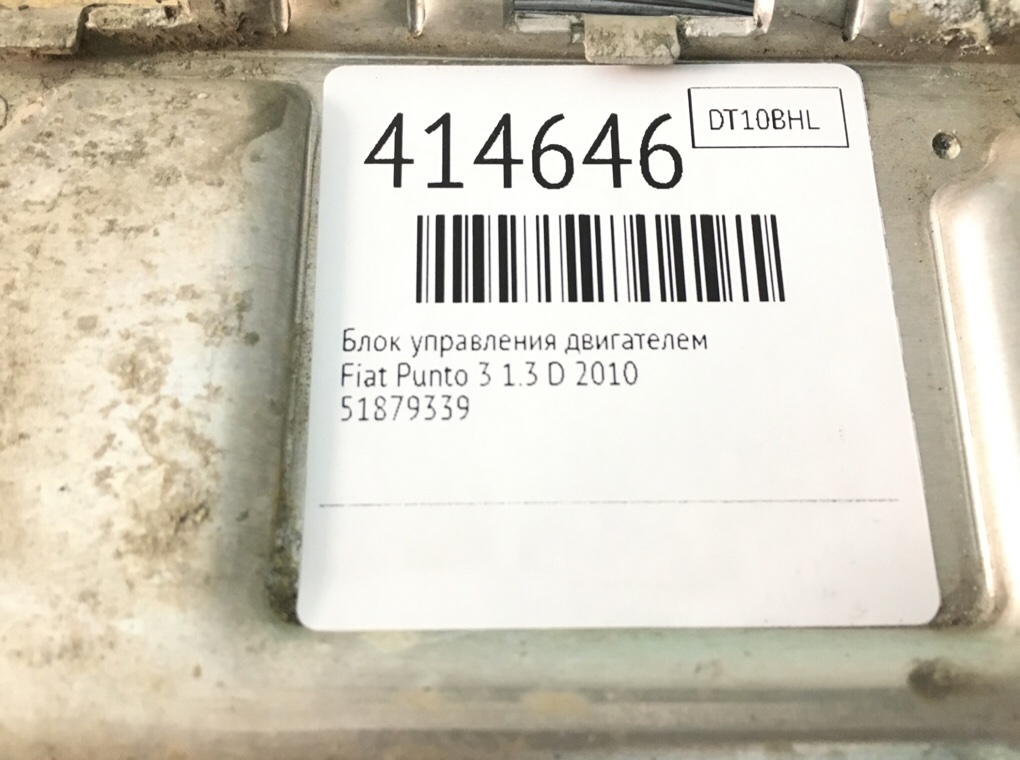 414646
DT10BHL
Блок управления двигателем
Fiat Punto 3 1.3 D 2010
51879339